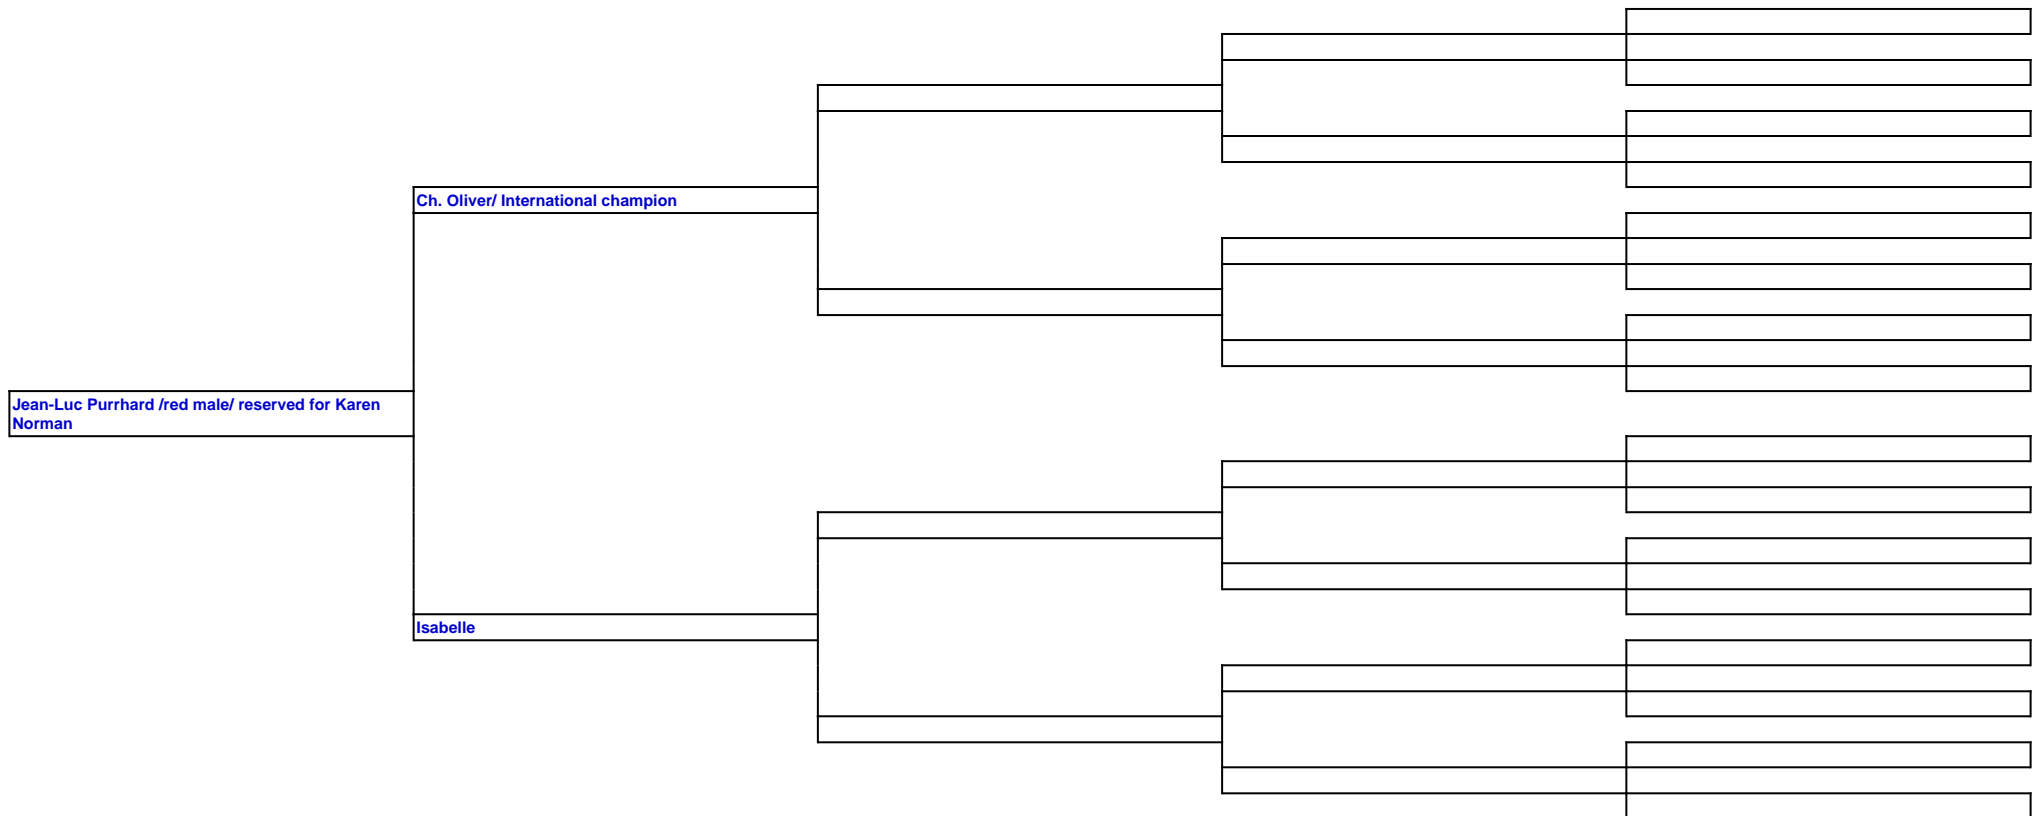 Ch. Oliver/ International champion
Jean-Luc Purrhard /red male/ reserved for Karen
Norman
Isabelle